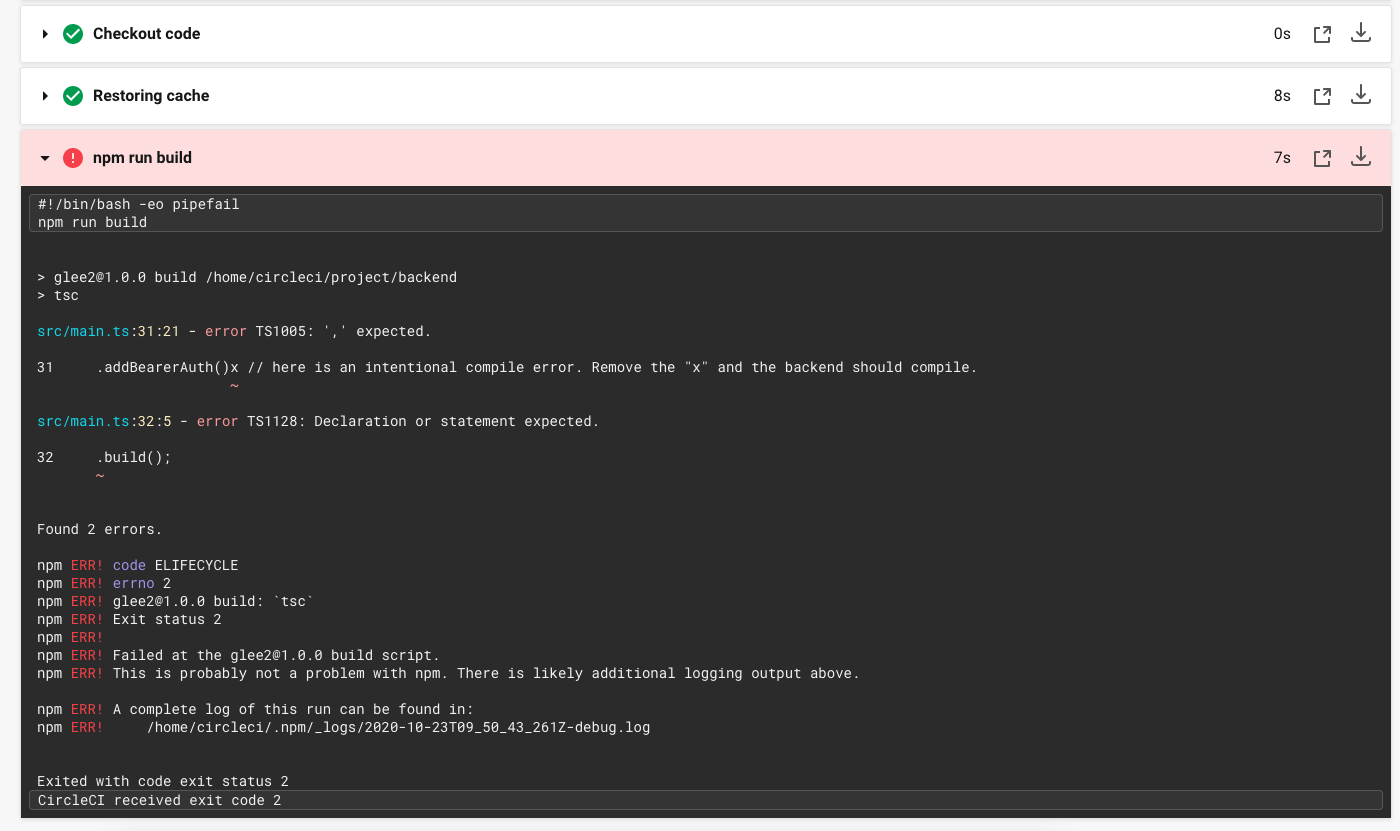 Checkout code 0s
Restoring cache 8s
npm run build 7s
#!/bin/bash -eo pipefail
npm run build
> glee2@1.0.0 build /home/circleci/project/backend
> tsc
src/main.ts:31:21 - error TS1005: ',' expected.
31     .addBearerAuth()x // here is an intentional compile error. Remove the "x" and the backend should compile.
~
src/main.ts:32:5 - error TS1128: Declaration or statement expected.
32     .build();
~
Found 2 errors.
npm ERR! code ELIFECYCLE
npm ERR! errno 2
npm ERR! glee2@1.0.0 build: `tsc`
npm ERR! Exit status 2
npm ERR!
npm ERR! Failed at the glee2@1.0.0 build script.
npm ERR! This is probably not a problem with npm. There is likely additional logging output above.
npm ERR! A complete log of this run can be found in:
npm ERR!     /home/circleci/.npm/_logs/2020-10-23T09_50_43_261Z-debug.log
Exited with code exit status 2
CircleCI received exit code 2